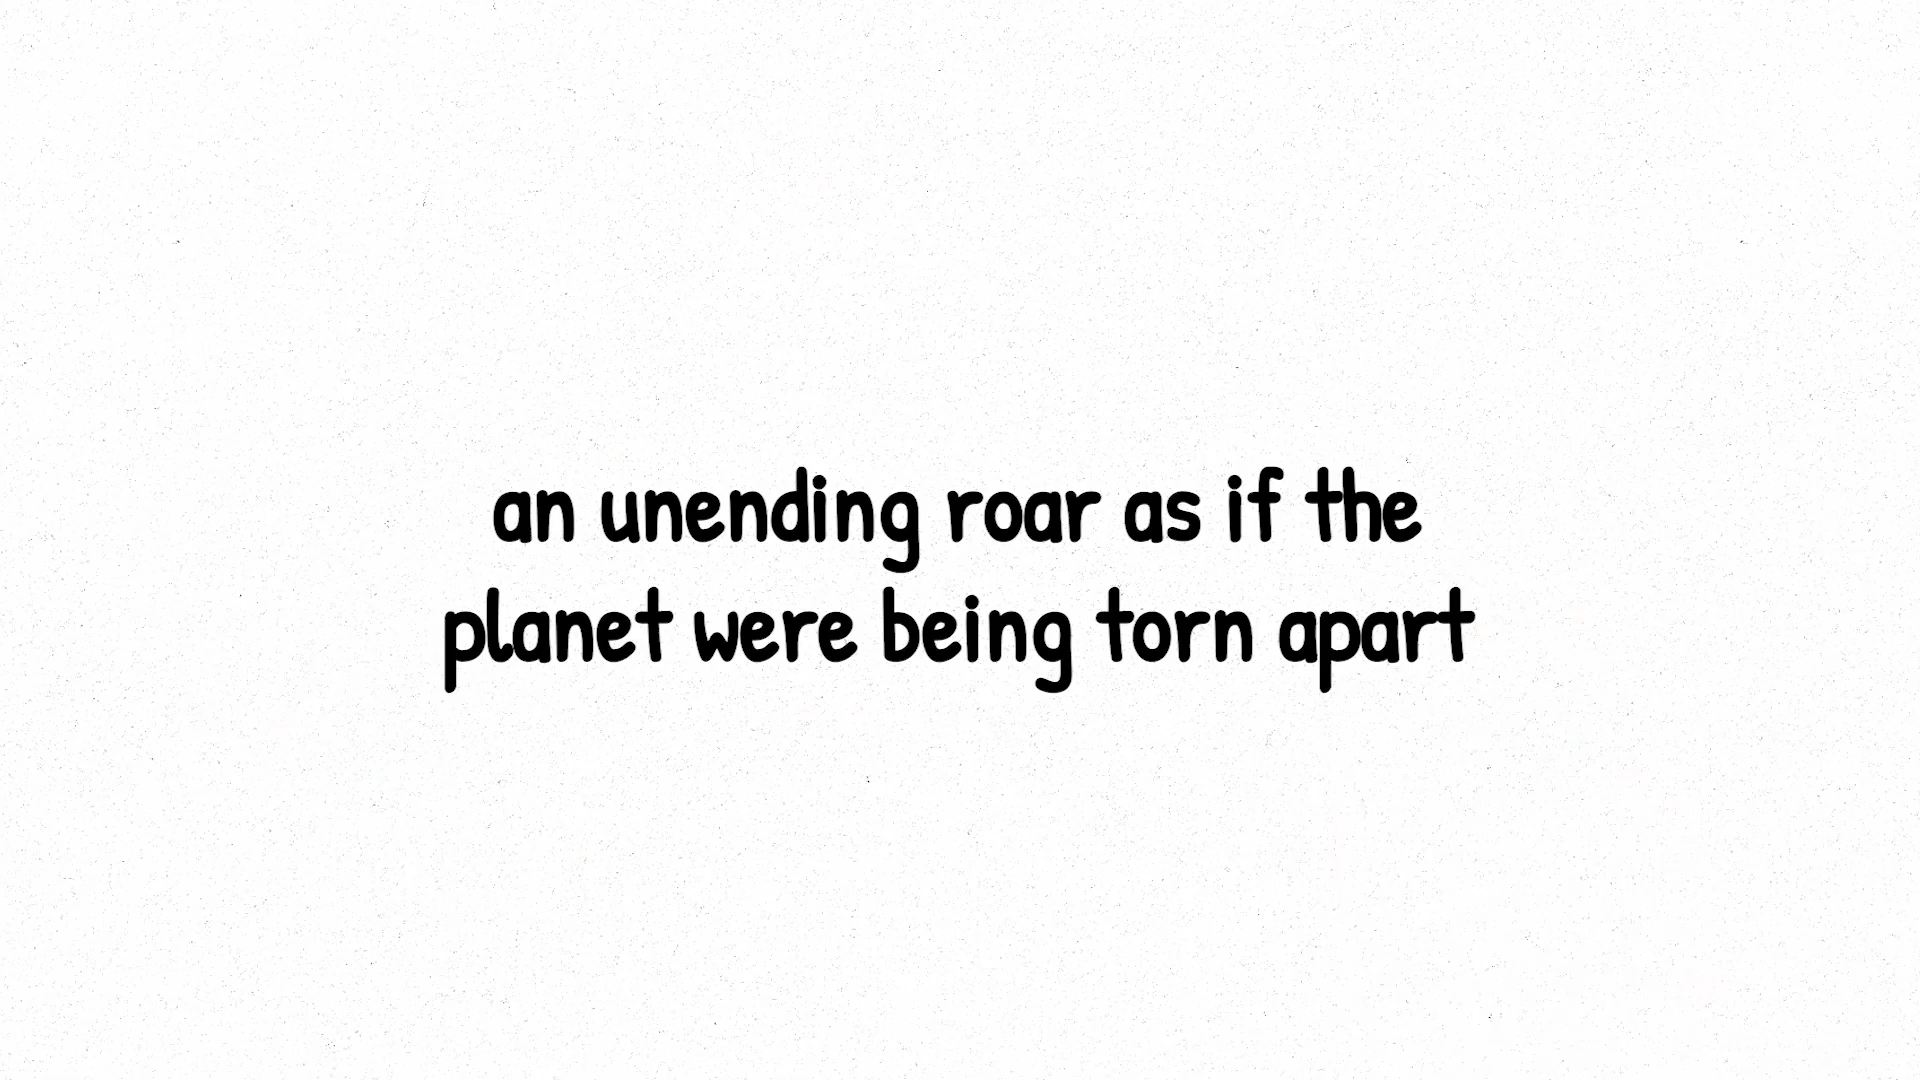 an unending roar as if the
planet were being torn apart